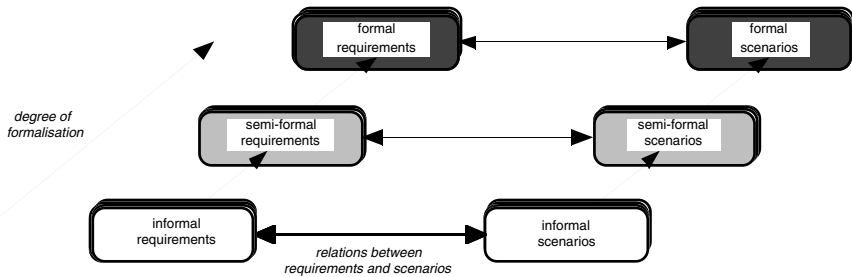 formal
requirements
formal
scenarios
degree of
formalisation
semi-formal
requirements
semi-formal
scenarios
informal
requirements
informal
scenarios
relations between
requirements and scenarios